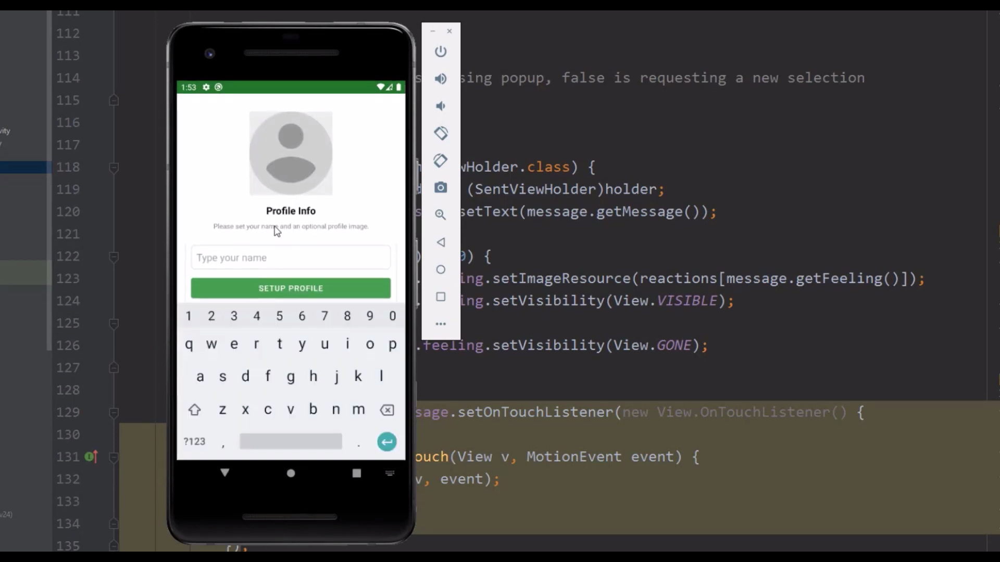 111
112
113
114 sing popup, false is requesting a new selection
115
116
vity
117
118 wHolder.class) {
119 (SentViewHolder)holder;
120 setText(message.getMessage());
121
122 0) {
123 ing.setImageResource(reactions[message.getFeeling()]);
124 ing.setVisibility(View.VISIBLE);
125
126 .feeling.setVisibility(View.GONE);
127
128
129 sage.setOnTouchListener(new View.OnTouchListener() {
130
131 ouch(View v, MotionEvent event) {
132 v, event);
133
v24)
134
135 });
1:53
Profile Info
Please set your name and an optional profile image.
Type your name
SETUP PROFILE
1 2 3 4 5 6 7 8 9 0
q w e r t y u i o p
a s d f g h j k l
z x c v b n m
?123 , .